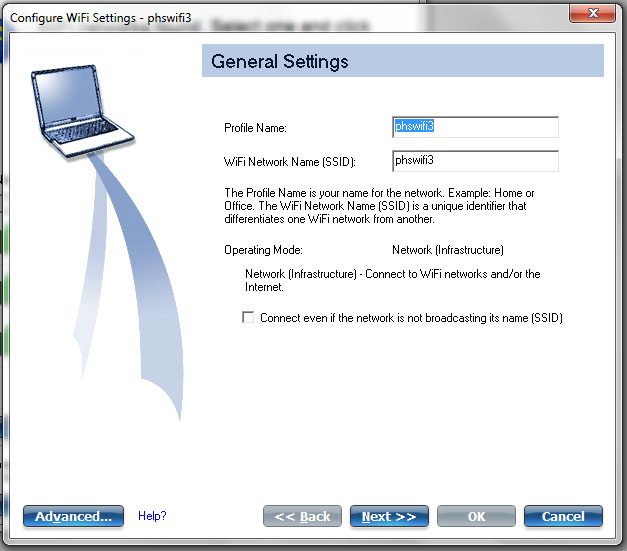 Configure WiFi Settings - phswifi3
General Settings
Profile Name:
phswifi3
WiFi Network Name (SSID):
phswifi3
The Profile Name is your name for the network. Example: Home or
Office. The WiFi Network Name (SSID) is a unique identifier that
differentiates one WiFi network from another.
Operating Mode:
Network (Infrastructure)
Network (Infrastructure) - Connect to WiFi networks and/or the
Internet.
Connect even if the network is not broadcasting its name (SSID)
Advanced...
Help?
<< Back
Next >>
OK
Cancel